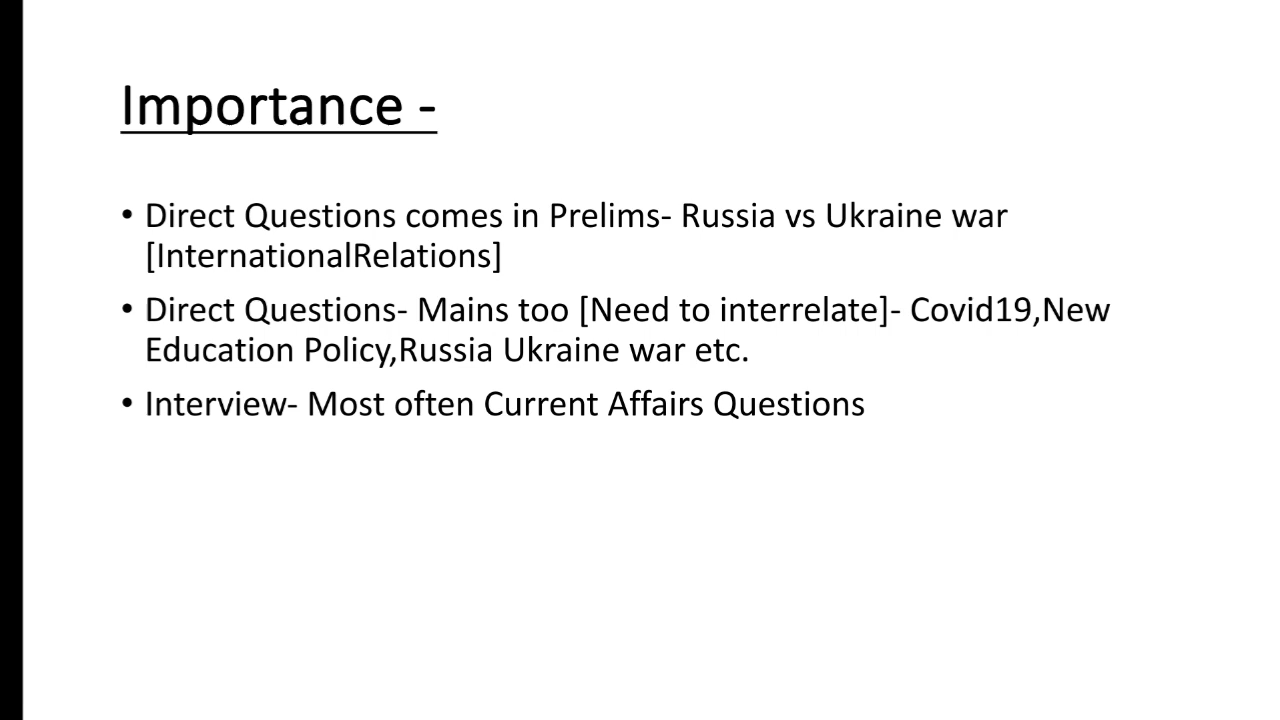 Importance -
• Direct Questions comes in Prelims- Russia vs Ukraine war
[InternationalRelations]
• Direct Questions- Mains too [Need to interrelate]- Covid19,New
Education Policy,Russia Ukraine war etc.
• Interview- Most often Current Affairs Questions